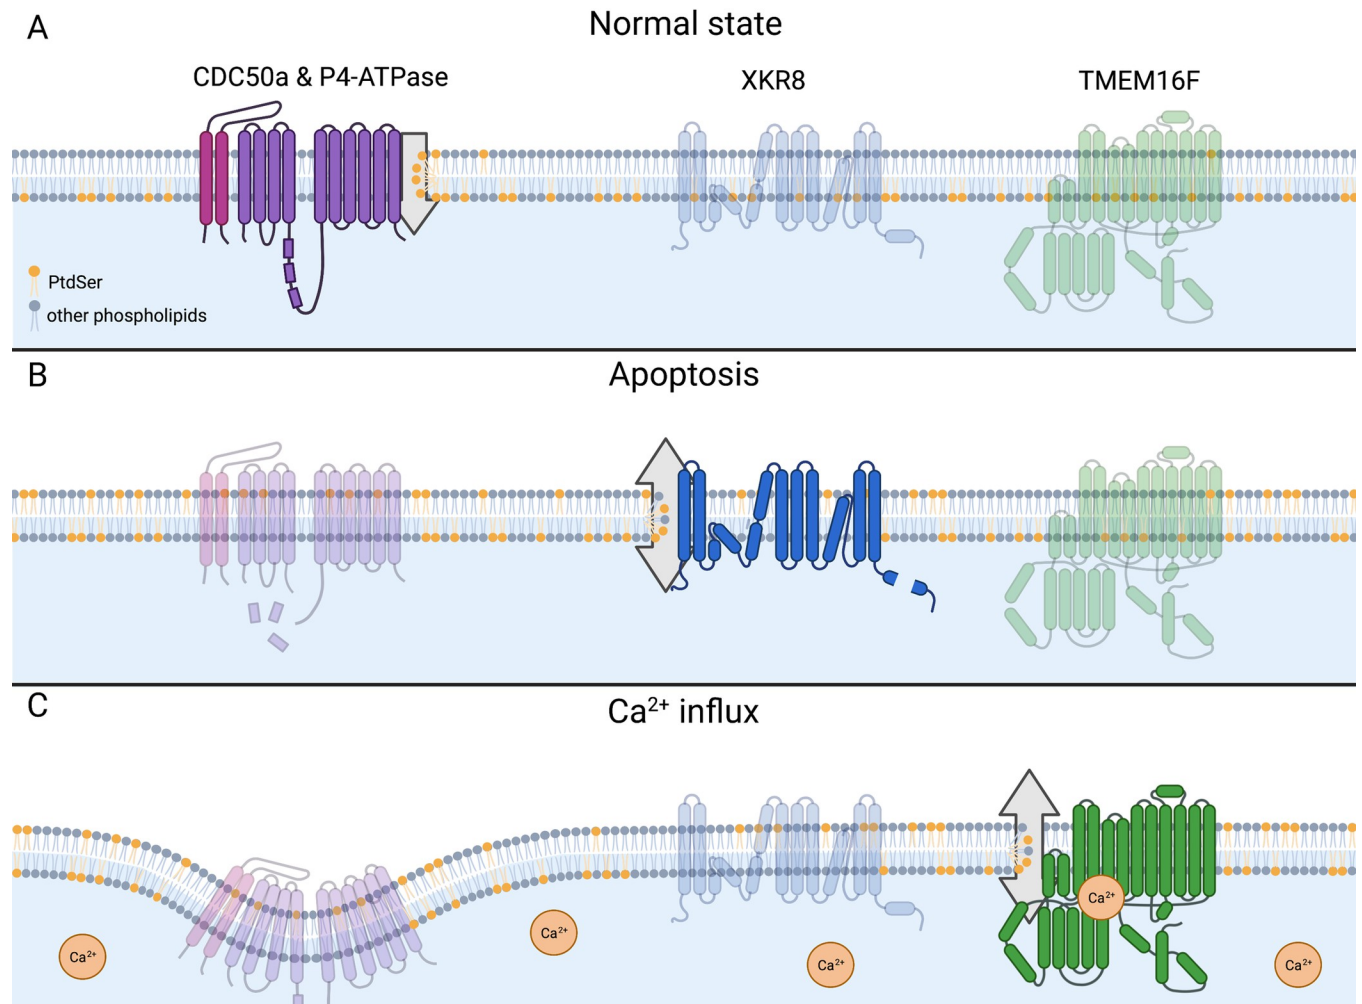 A
Normal state
CDC50a & P4-ATPase
XKR8
TMEM16F
PtdSer
other phospholipids
B
Apoptosis
C
Ca²⁺ influx
Ca²⁺
Ca²⁺
Ca²⁺
Ca²⁺
Ca²⁺